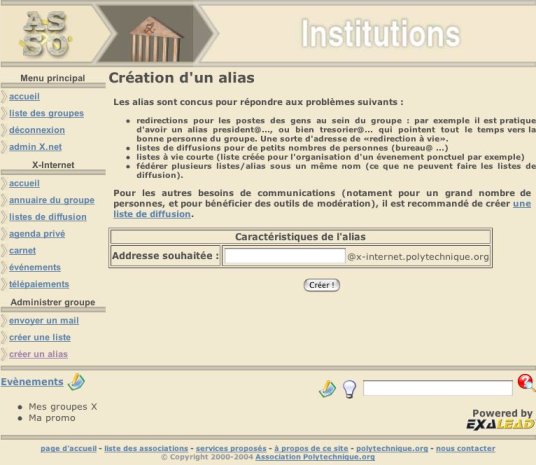 ASSO
Institutions
Menu principal
accueil
liste des groupes
déconnexion
admin X.net
X-Internet
accueil
annuaire du groupe
listes de diffusion
agenda privé
carnet
événements
télépaiements
Administrer groupe
envoyer un mail
créer une liste
créer un alias
Création d'un alias
Les alias sont concus pour répondre aux problèmes suivants :
• redirections pour les postes des gens au sein du groupe : par exemple il est pratique
d'avoir un alias president@..., ou bien tresorier@... qui pointent tout le temps vers la
bonne personne du groupe. Une sorte d'adresse de «redirection à vie».
• listes de diffusions pour de petits nombres de personnes (bureau@ ...)
• listes à vie courte (liste créée pour l'organisation d'un évenement ponctuel par exemple)
• fédérer plusieurs listes/alias sous un même nom (ce que ne peuvent faire les listes de
diffusion).
Pour les autres besoins de communications (notament pour un grand nombre de
personnes, et pour bénéficier des outils de modération), il est recommandé de créer une
liste de diffusion.
Caractéristiques de l'alias
Addresse souhaitée : @x-internet.polytechnique.org
Créer !
Evènements
• Mes groupes X
• Ma promo
Powered by
EXALEAD
page d'accueil - liste des associations - services proposés - à propos de ce site - polytechnique.org - nous contacter
© Copyright 2000-2004 Association Polytechnique.org